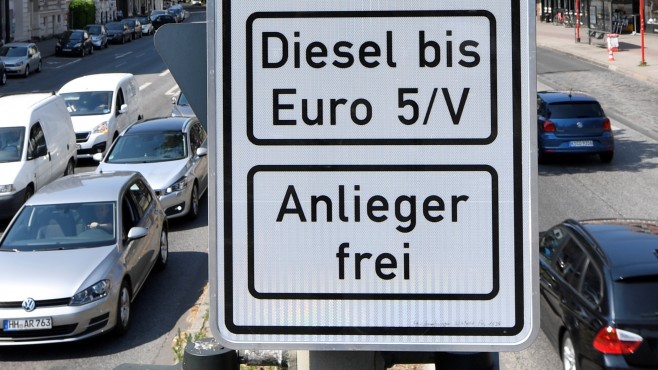 Diesel bis
Euro 5/V
Anlieger
frei
HH AR 763